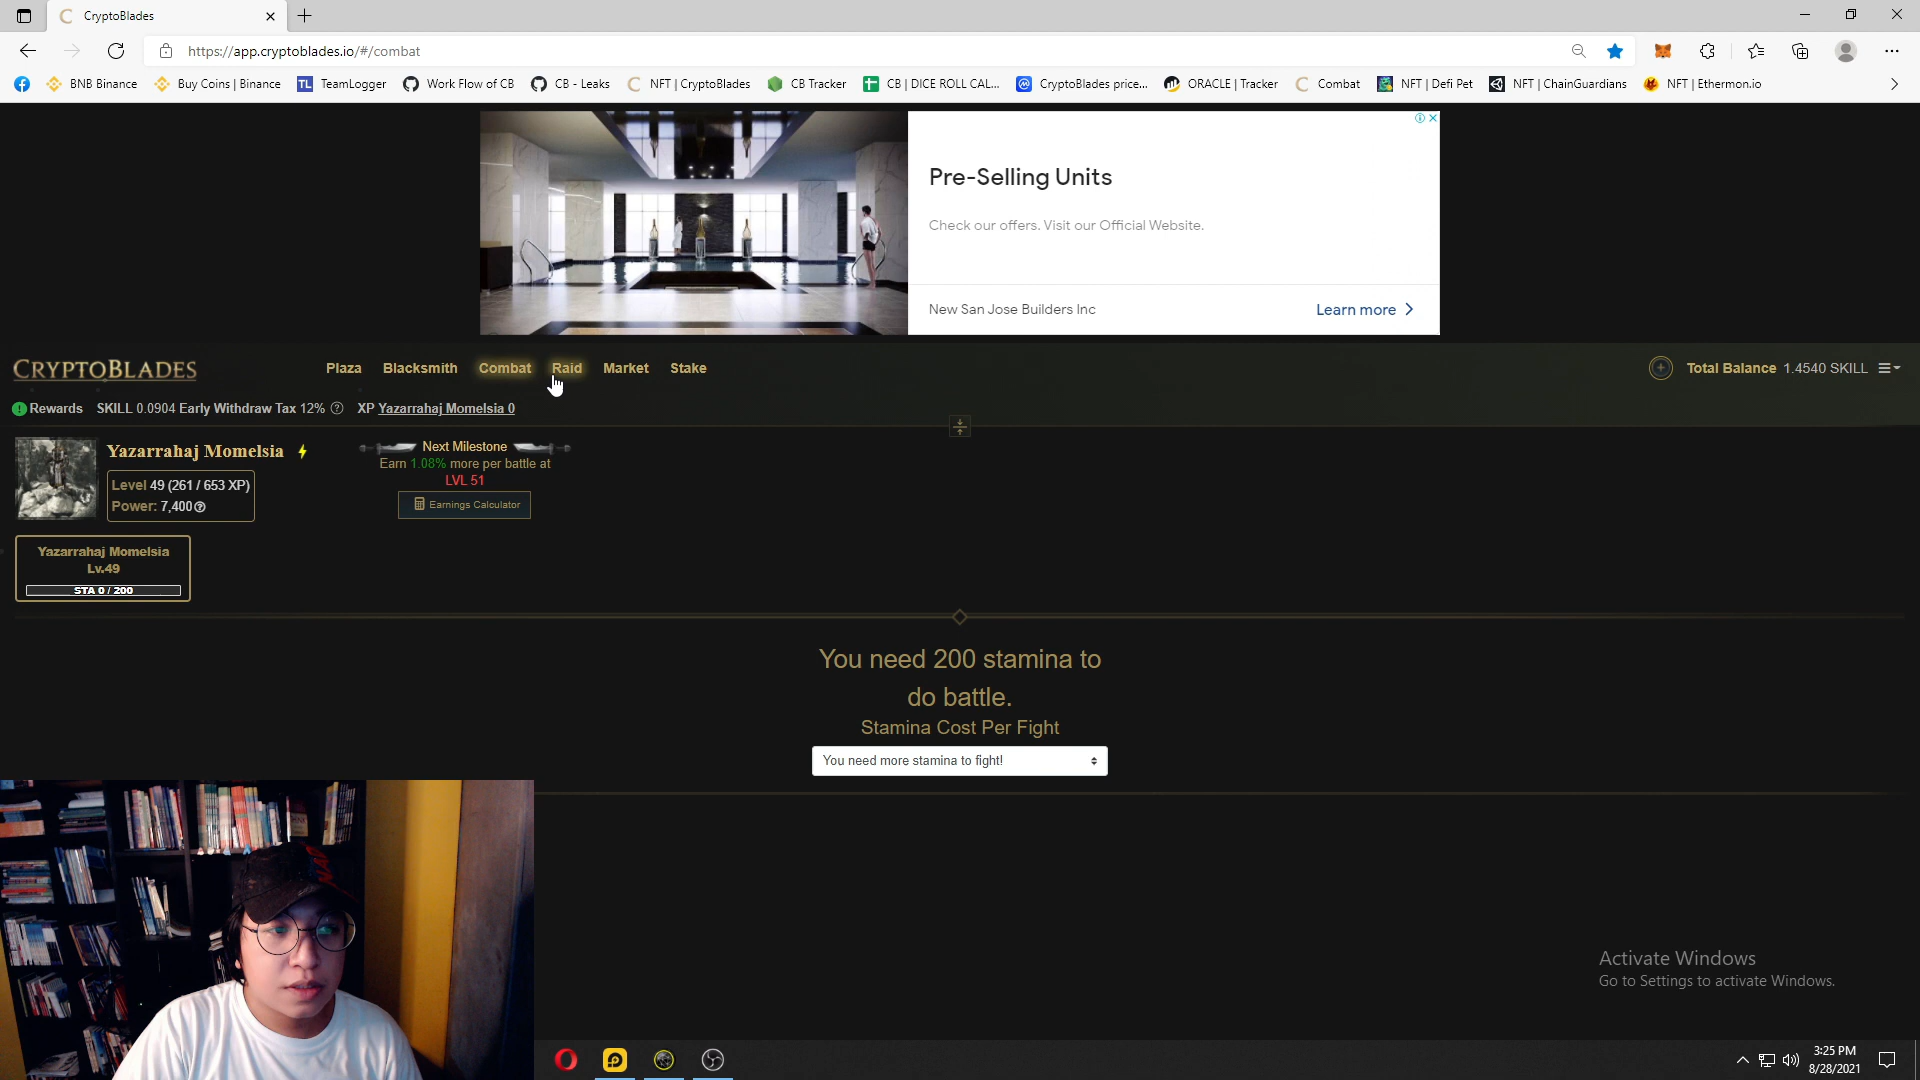 CryptoBlades
https://app.cryptoblades.io/#/combat
BNB Binance
Buy Coins | Binance
TL TeamLogger
Work Flow of CB
CB - Leaks
NFT | CryptoBlades
CB Tracker
CB | DICE ROLL CAL...
CryptoBlades price...
ORACLE | Tracker
Combat
NFT | Defi Pet
NFT | ChainGuardians
NFT | Ethermon.io
Pre-Selling Units
Check our offers. Visit our Official Website.
New San Jose Builders Inc
Learn more
CRYPTOBLADES
Plaza Blacksmith Combat Raid Market Stake
Total Balance 1.4540 SKILL
Rewards SKILL 0.0904 Early Withdraw Tax 12% XP Yazarrahaj Momelsia 0
Yazarrahaj Momelsia
Level 49 (261 / 653 XP)
Power: 7,400
Next Milestone
Earn 1.08% more per battle at
LVL 51
Earnings Calculator
Yazarrahaj Momelsia
Lv.49
STA 0 / 200
You need 200 stamina to
do battle.
Stamina Cost Per Fight
You need more stamina to fight!
Activate Windows
Go to Settings to activate Windows.
3:25 PM
8/28/2021